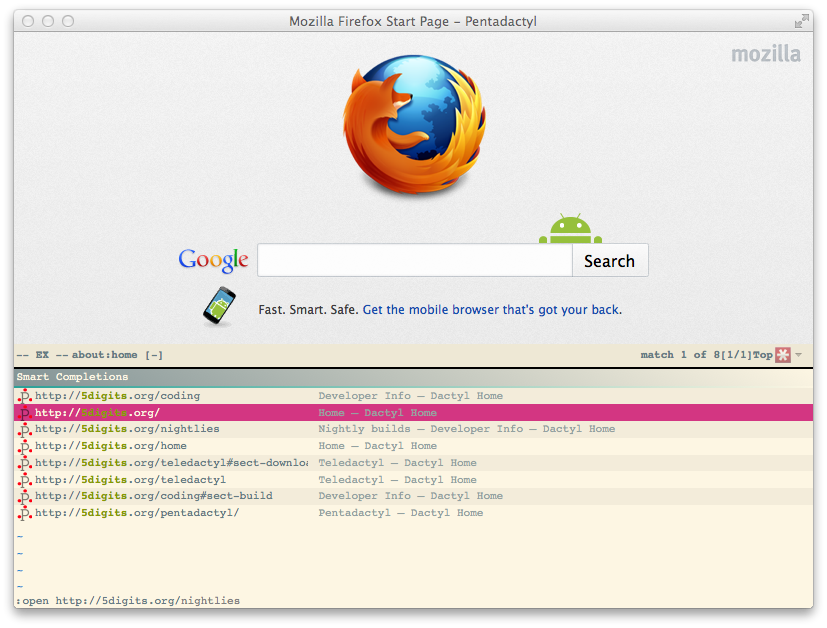 Mozilla Firefox Start Page – Pentadactyl
mozilla
Google
Search
Fast. Smart. Safe. Get the mobile browser that's got your back.
-- EX -- about:home [-] match 1 of 8[1/1]Top
Smart Completions
http://5digits.org/coding Developer Info — Dactyl Home
http://5digits.org/ Home — Dactyl Home
http://5digits.org/nightlies Nightly builds — Developer Info — Dactyl Home
http://5digits.org/home Home — Dactyl Home
http://5digits.org/teledactyl#sect-downloa Teledactyl — Dactyl Home
http://5digits.org/teledactyl Teledactyl — Dactyl Home
http://5digits.org/coding#sect-build Developer Info — Dactyl Home
http://5digits.org/pentadactyl/ Pentadactyl — Dactyl Home
~
~
~
~
:open http://5digits.org/nightlies